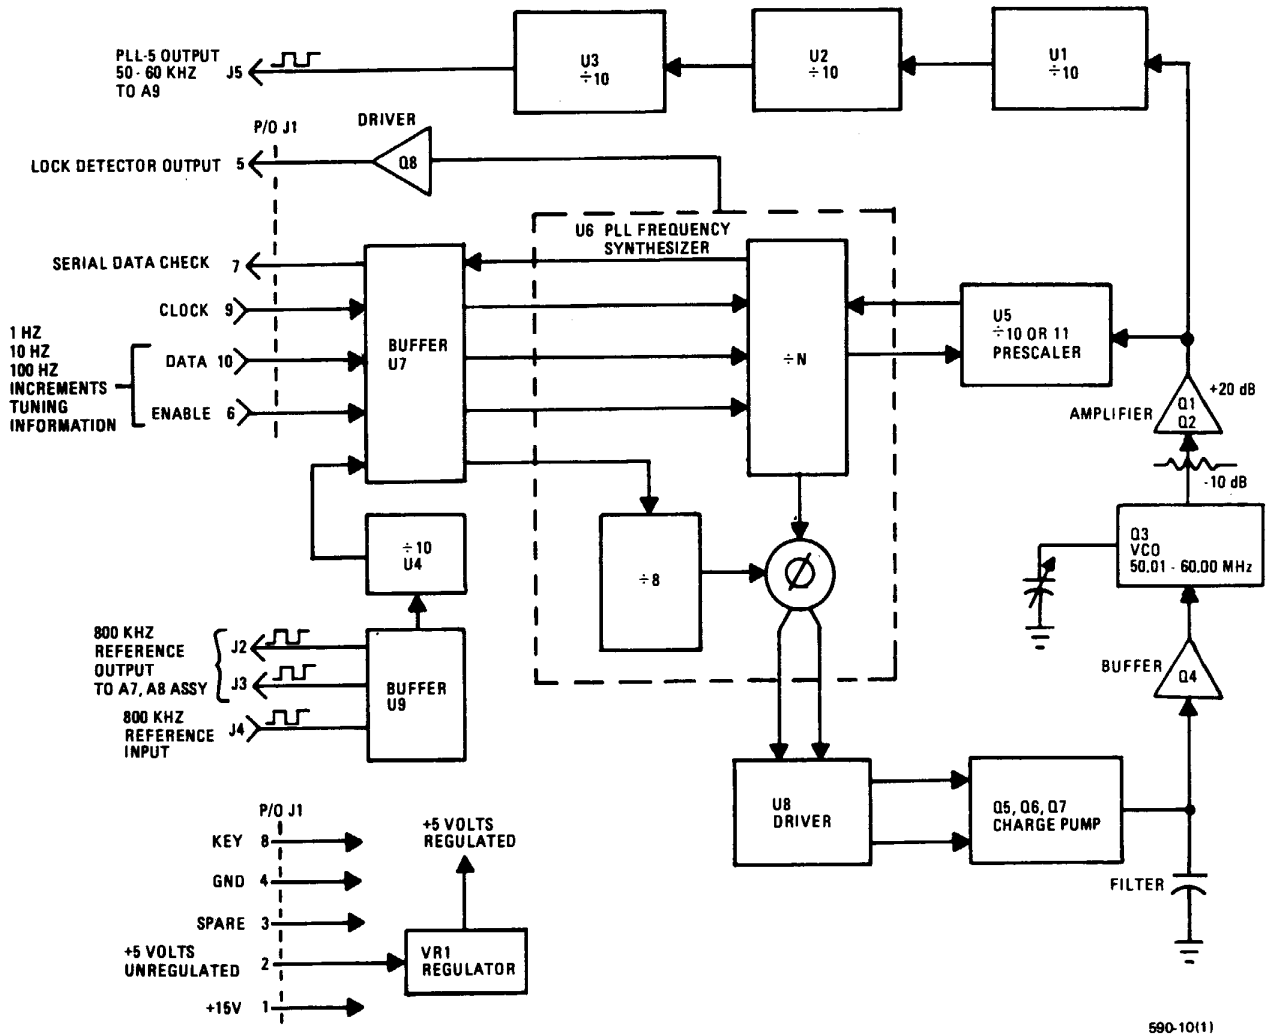 PLL-5 OUTPUT
50 - 60 KHZ
TO A9
J5
U3
÷10
U2
÷10
U1
÷10
P/O J1
DRIVER
Q8
LOCK DETECTOR OUTPUT 5
U6 PLL FREQUENCY
SYNTHESIZER
SERIAL DATA CHECK 7
CLOCK 9
1 HZ
10 HZ
100 HZ
INCREMENTS
TUNING
INFORMATION
DATA 10
ENABLE 6
BUFFER
U7
÷N
U5
÷10 OR 11
PRESCALER
+20 dB
AMPLIFIER
Q1
Q2
-10 dB
Q3
VCO
50.01 - 60.00 MHz
÷10
U4
÷8
Ø
800 KHZ
REFERENCE
OUTPUT
TO A7, A8 ASSY
J2
J3
BUFFER
U9
800 KHZ
REFERENCE
INPUT
J4
BUFFER
Q4
U8
DRIVER
Q5, Q6, Q7
CHARGE PUMP
FILTER
P/O J1
KEY 8
GND 4
SPARE 3
+5 VOLTS
UNREGULATED 2
+15V 1
+5 VOLTS
REGULATED
VR1
REGULATOR
590-10(1)